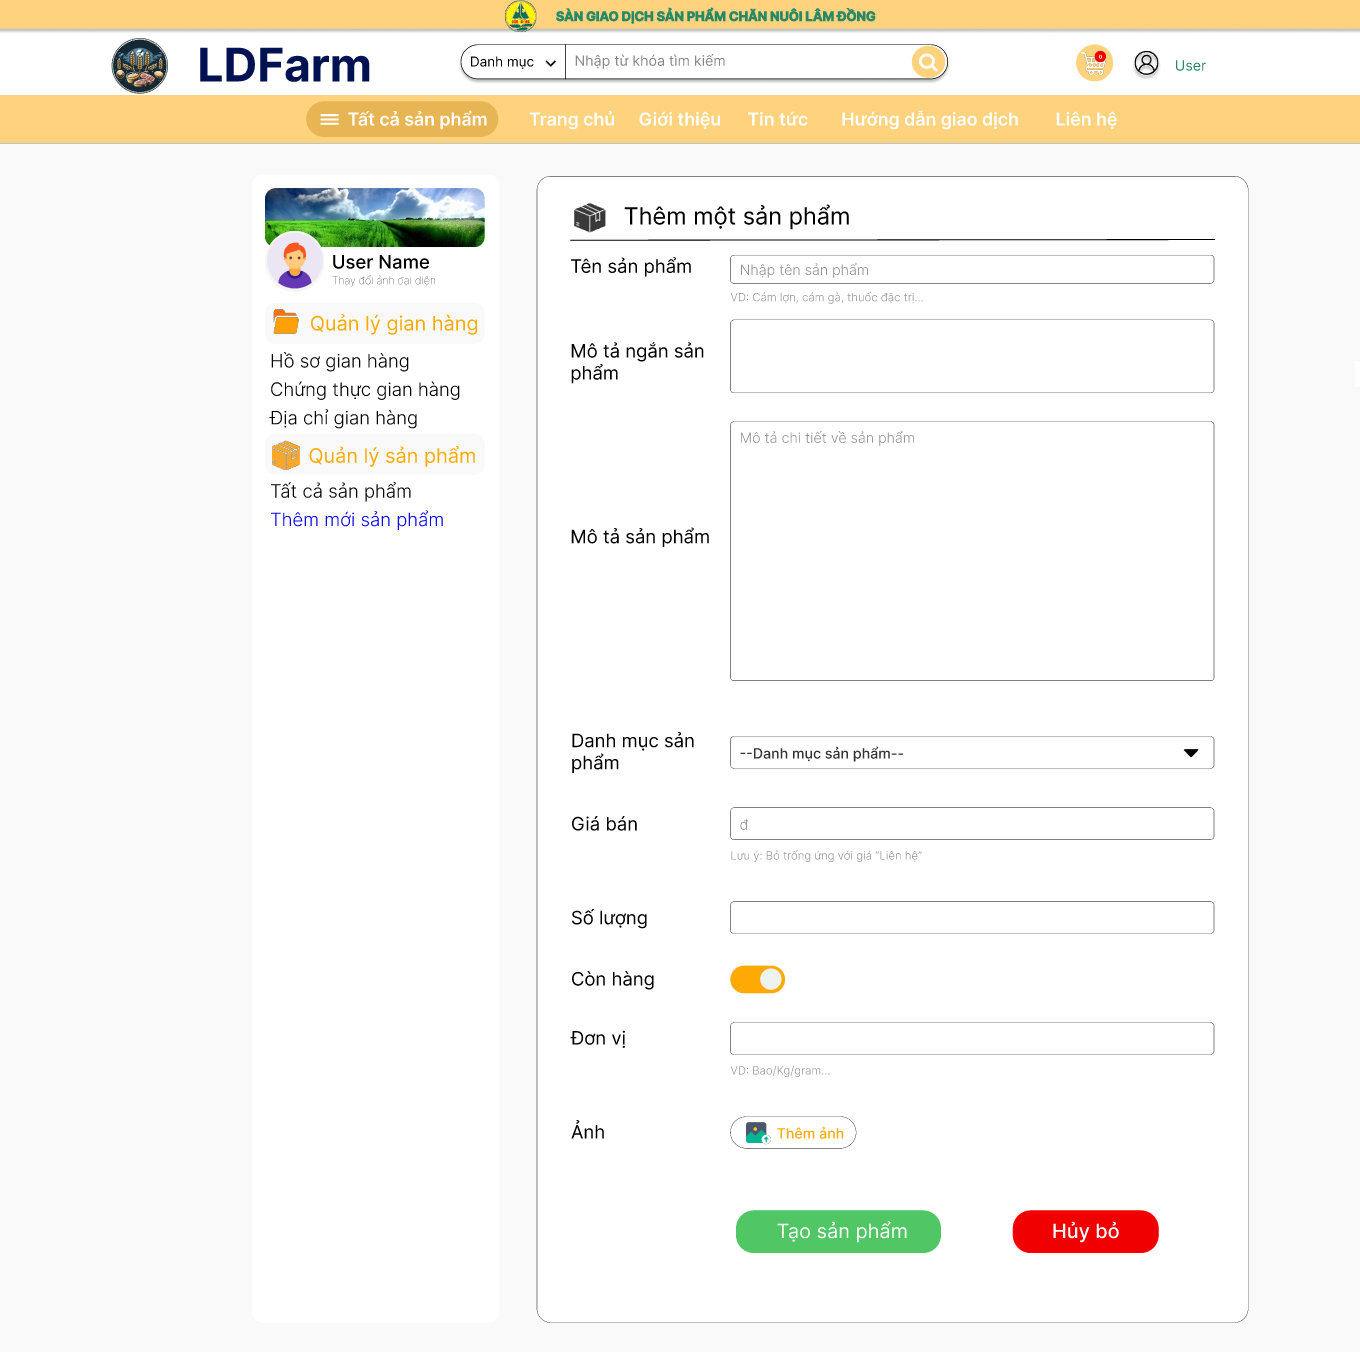 SÀN GIAO DỊCH SẢN PHẨM CHĂN NUÔI LÂM ĐỒNG
LDFarm
Danh mục
Nhập từ khóa tìm kiếm
0
User
Tất cả sản phẩm
Trang chủ
Giới thiệu
Tin tức
Hướng dẫn giao dịch
Liên hệ
User Name
Thay đổi ảnh đại diện
Quản lý gian hàng
Hồ sơ gian hàng
Chứng thực gian hàng
Địa chỉ gian hàng
Quản lý sản phẩm
Tất cả sản phẩm
Thêm mới sản phẩm
Thêm một sản phẩm
Tên sản phẩm
Nhập tên sản phẩm
VD: Cám lợn, cám gà, thuốc đặc trị...
Mô tả ngắn sản
phẩm
Mô tả chi tiết về sản phẩm
Mô tả sản phẩm
Danh mục sản
phẩm
--Danh mục sản phẩm--
Giá bán
đ
Lưu ý: Bỏ trống ứng với giá "Liên hệ"
Số lượng
Còn hàng
Đơn vị
VD: Bao/Kg/gram...
Ảnh
Thêm ảnh
Tạo sản phẩm
Hủy bỏ